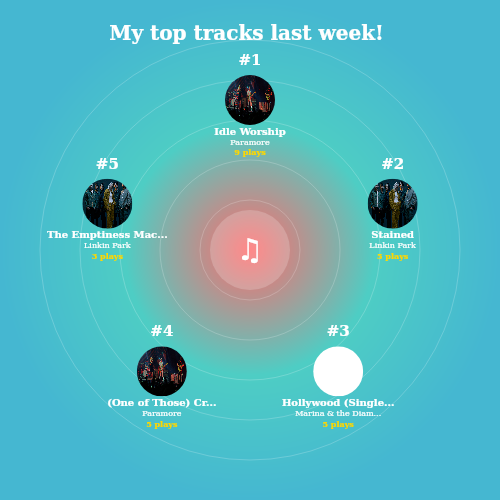 My top tracks last week!
#1
Idle Worship
Paramore
9 plays
#2
Stained
Linkin Park
5 plays
#3
Hollywood (Single...
Marina & the Diam...
5 plays
#4
(One of Those) Cr...
Paramore
5 plays
#5
The Emptiness Mac...
Linkin Park
3 plays